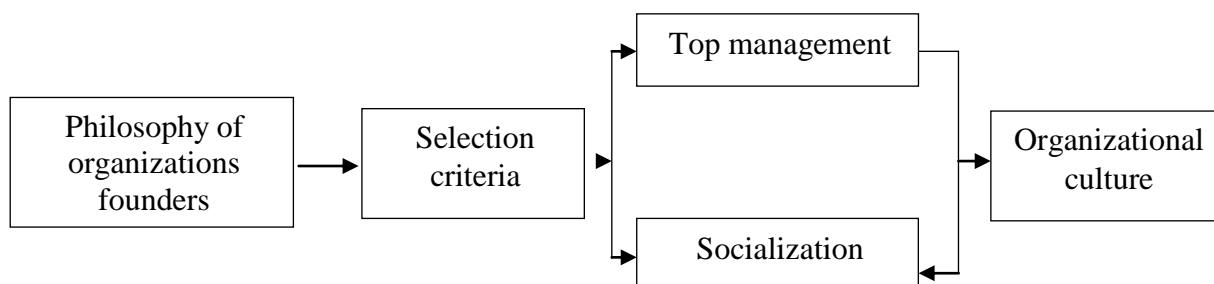 Philosophy of
organizations
founders
Selection
criteria
Top management
Socialization
Organizational
culture